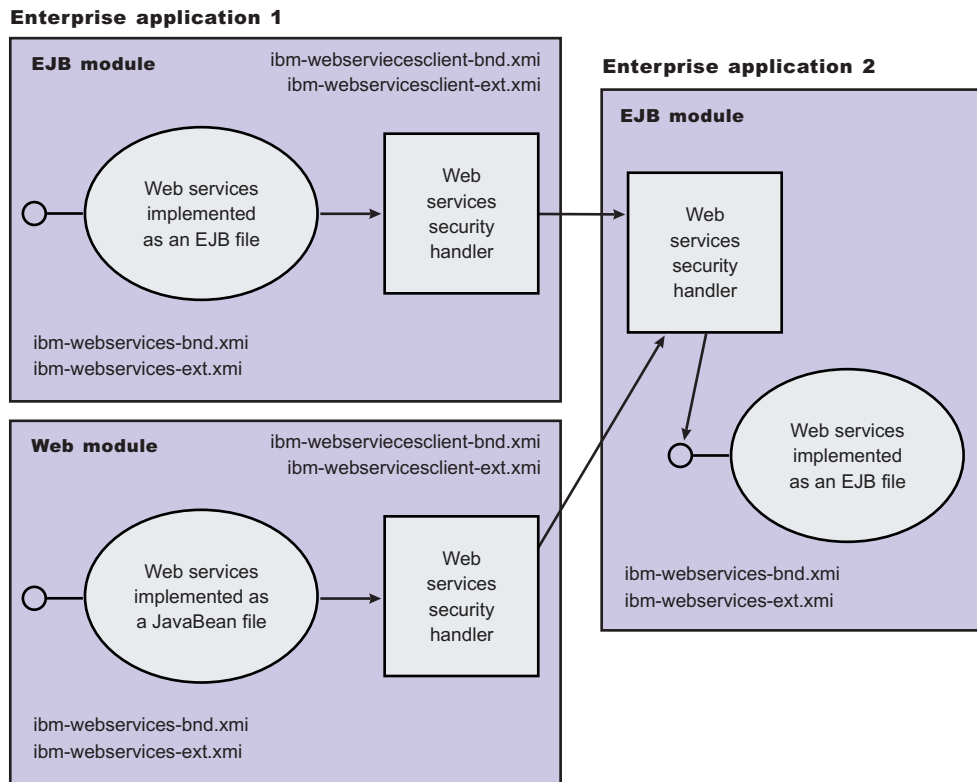 Enterprise application 1
EJB module
ibm-webserviecesclient-bnd.xmi
ibm-webservicesclient-ext.xmi
Web services
implemented
as an EJB file
Web
services
security
handler
ibm-webservices-bnd.xmi
ibm-webservices-ext.xmi
Web module
ibm-webserviecesclient-bnd.xmi
ibm-webservicesclient-ext.xmi
Web services
implemented as
a JavaBean file
Web
services
security
handler
ibm-webservices-bnd.xmi
ibm-webservices-ext.xmi
Enterprise application 2
EJB module
Web
services
security
handler
Web services
implemented
as an EJB file
ibm-webservices-bnd.xmi
ibm-webservices-ext.xmi